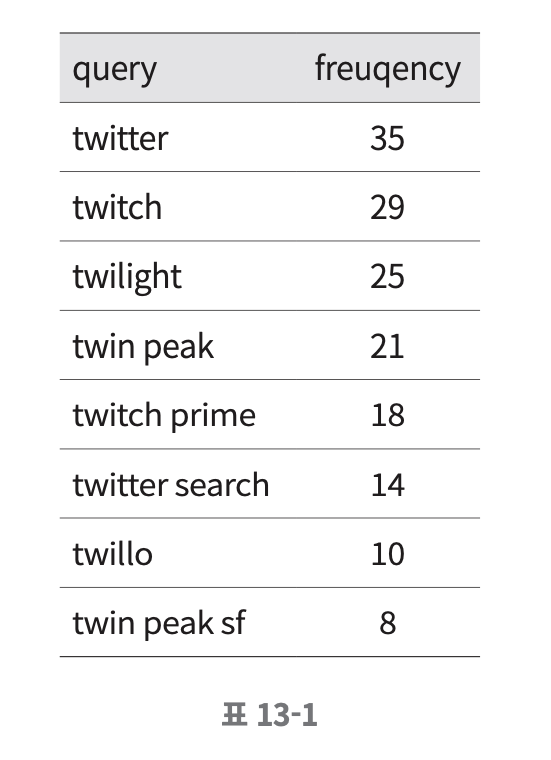 query freuqency
twitter 35
twitch 29
twilight 25
twin peak 21
twitch prime 18
twitter search 14
twillo 10
twin peak sf 8
표 13-1